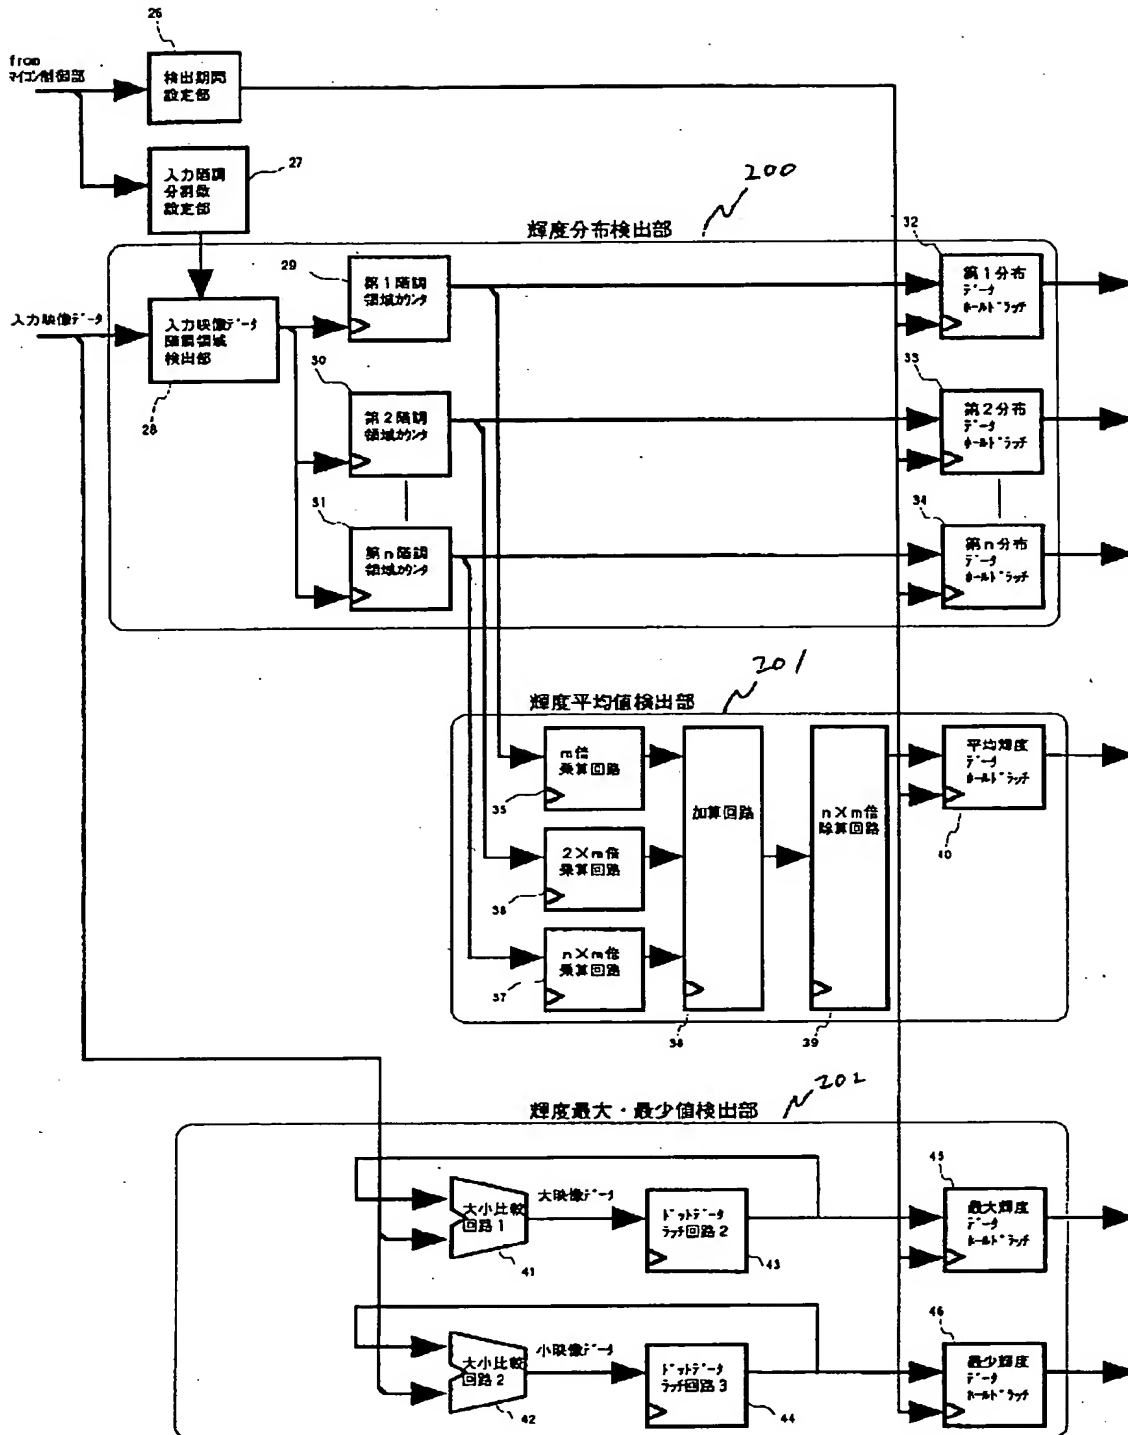 26
from
マイコン制御部
検出期間
設定部
27
入力階調
分割数
設定部
200
輝度分布検出部
29
第1階調
領域カウンタ
32
第1分布
データ
ホールドラッチ
入力映像データ
入力映像データ
階調領域
検出部
28
30
第2階調
領域カウンタ
33
第2分布
データ
ホールドラッチ
31
第n階調
領域カウンタ
34
第n分布
データ
ホールドラッチ
201
輝度平均値検出部
m倍
乗算回路
35
2×m倍
乗算回路
36
n×m倍
乗算回路
37
加算回路
38
n×m倍
除算回路
39
平均輝度
データ
ホールドラッチ
40
202
輝度最大・最少値検出部
大小比較
回路1
41
大映像データ
ドットデータ
ラッチ回路2
43
45
最大輝度
データ
ホールドラッチ
大小比較
回路2
42
小映像データ
ドットデータ
ラッチ回路3
44
46
最少輝度
データ
ホールドラッチ